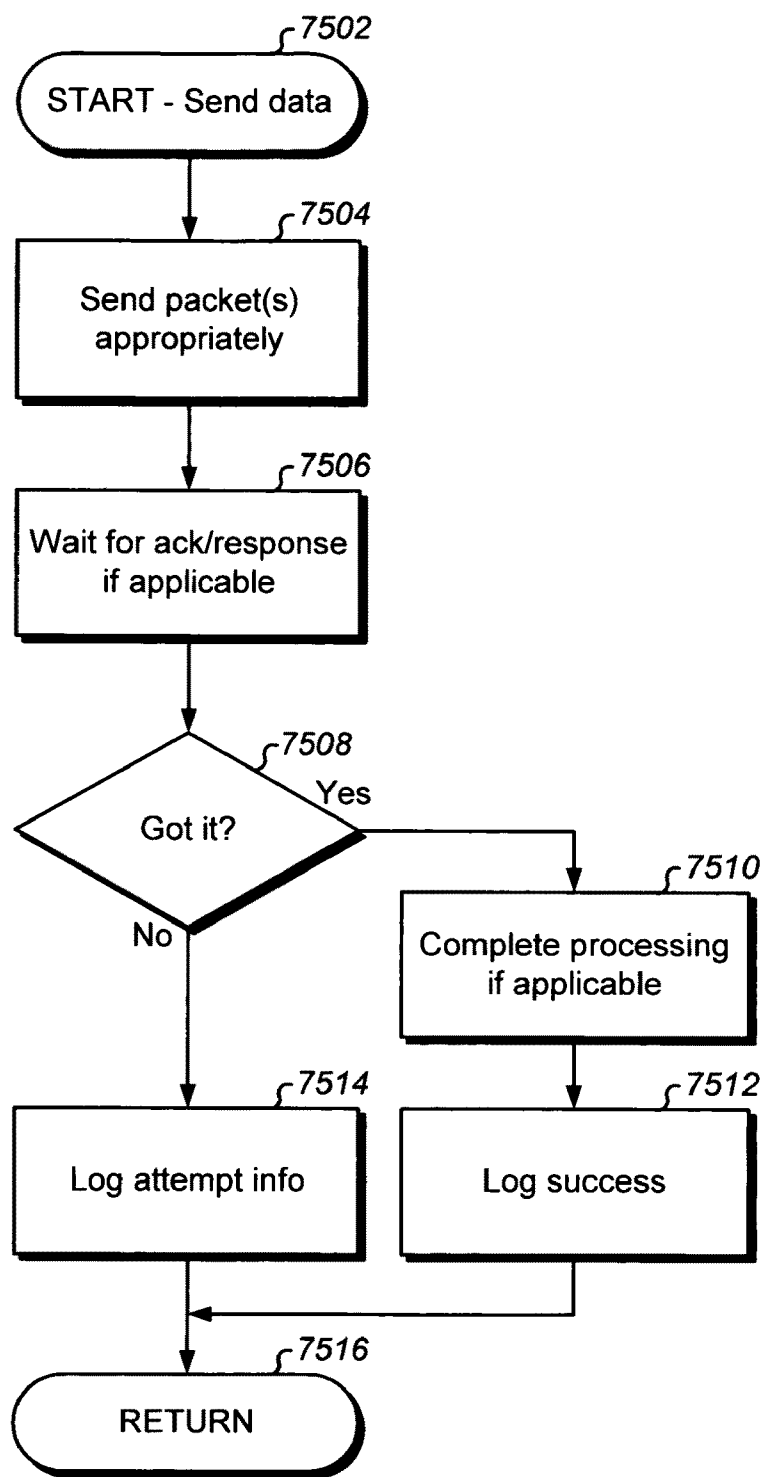 7502
START - Send data
7504
Send packet(s)
appropriately
7506
Wait for ack/response
if applicable
7508
Yes
Got it?
No
7510
Complete processing
if applicable
7514
Log attempt info
7512
Log success
7516
RETURN